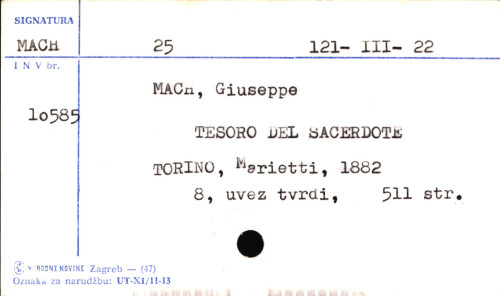 SIGNATURA
MACH 25 121- III- 22
I N V br.
MACH, Giuseppe
lo585
TESORO DEL SACERDOTE
TORINO, Marietti, 1882
8, uvez tvrdi, 511 str.
NARODNE NOVINE Zagreb — (47)
Oznaka za narudžbu: UT-XI/11-13